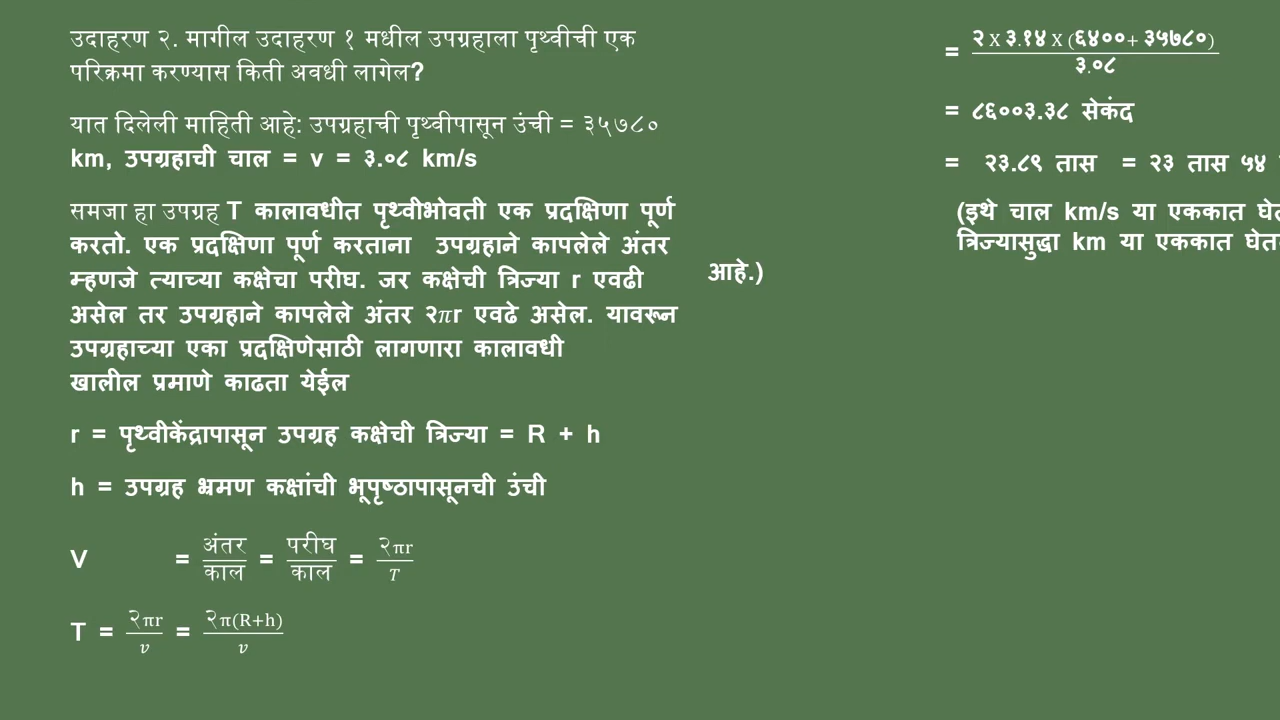 उदाहरण २. मागील उदाहरण १ मधील उपग्रहाला पृथ्वीची एक
परिक्रमा करण्यास किती अवधी लागेल?
यात दिलेली माहिती आहे: उपग्रहाची पृथ्वीपासून उंची = ३५७८०
km, उपग्रहाची चाल = v = ३.०८ km/s
समजा हा उपग्रह T कालावधीत पृथ्वीभोवती एक प्रदक्षिणा पूर्ण
करतो. एक प्रदक्षिणा पूर्ण करताना उपग्रहाने कापलेले अंतर
म्हणजे त्याच्या कक्षेचा परीघ. जर कक्षेची त्रिज्या r एवढी
असेल तर उपग्रहाने कापलेले अंतर २πr एवढे असेल. यावरून
उपग्रहाच्या एका प्रदक्षिणेसाठी लागणारा कालावधी
खालील प्रमाणे काढता येईल
r = पृथ्वीकेंद्रापासून उपग्रह कक्षेची त्रिज्या = R + h
h = उपग्रह भ्रमण कक्षांची भूपृष्ठापासूनची उंची
V = अंतर/काल = परीघ/काल = २πr/T
T = २πr/v = २π(R+h)/v
= २ X ३.१४ X (६४००+ ३५७८०)/३.०८
= ८६००३.३८ सेकंद
= २३.८९ तास = २३ तास ५४
(इथे चाल km/s या एककात
त्रिज्यासुद्धा km या एककात
आहे.)